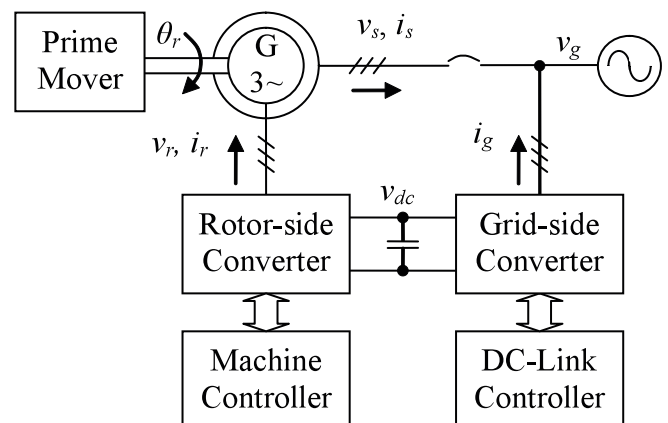 Prime
Mover
θr
G
3~
vs, is
vg
vr, ir
ig
vdc
Rotor-side
Converter
Grid-side
Converter
Machine
Controller
DC-Link
Controller